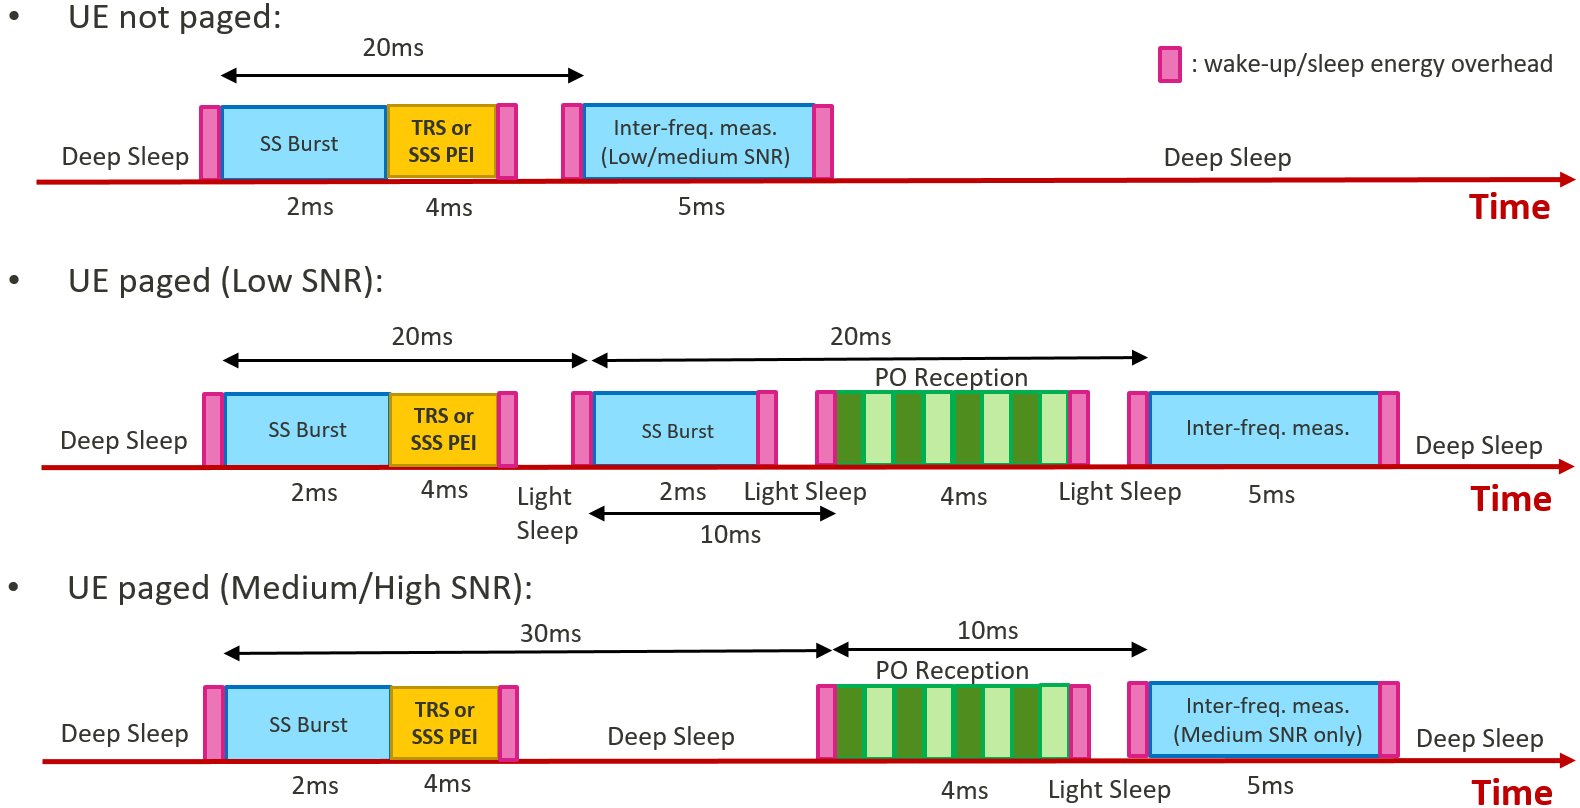 • UE not paged:
20ms
: wake-up/sleep energy overhead
Deep Sleep
SS Burst
TRS or
SSS PEI
Inter-freq. meas.
(Low/medium SNR)
Deep Sleep
2ms
4ms
5ms
Time
• UE paged (Low SNR):
20ms
20ms
PO Reception
Deep Sleep
SS Burst
TRS or
SSS PEI
SS Burst
Inter-freq. meas.
Deep Sleep
2ms
4ms
Light
Sleep
2ms
Light Sleep
4ms
Light Sleep
5ms
Time
10ms
• UE paged (Medium/High SNR):
30ms
10ms
PO Reception
Deep Sleep
SS Burst
TRS or
SSS PEI
Deep Sleep
Inter-freq. meas.
(Medium SNR only)
Deep Sleep
2ms
4ms
4ms
Light Sleep
5ms
Time